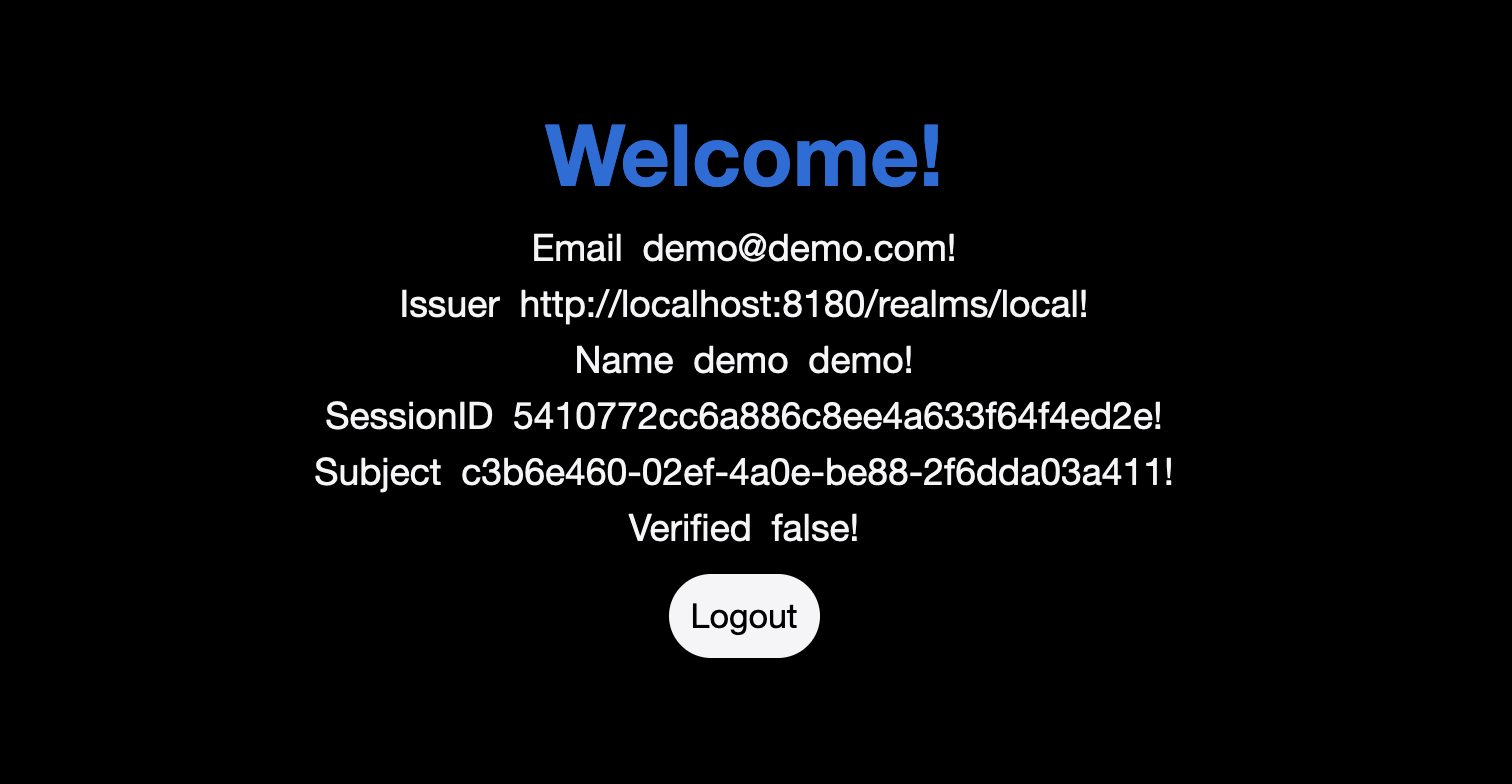 Welcome!
Email demo@demo.com!
Issuer http://localhost:8180/realms/local!
Name demo demo!
SessionID 5410772cc6a886c8ee4a633f64f4ed2e!
Subject c3b6e460-02ef-4a0e-be88-2f6dda03a411!
Verified false!
Logout